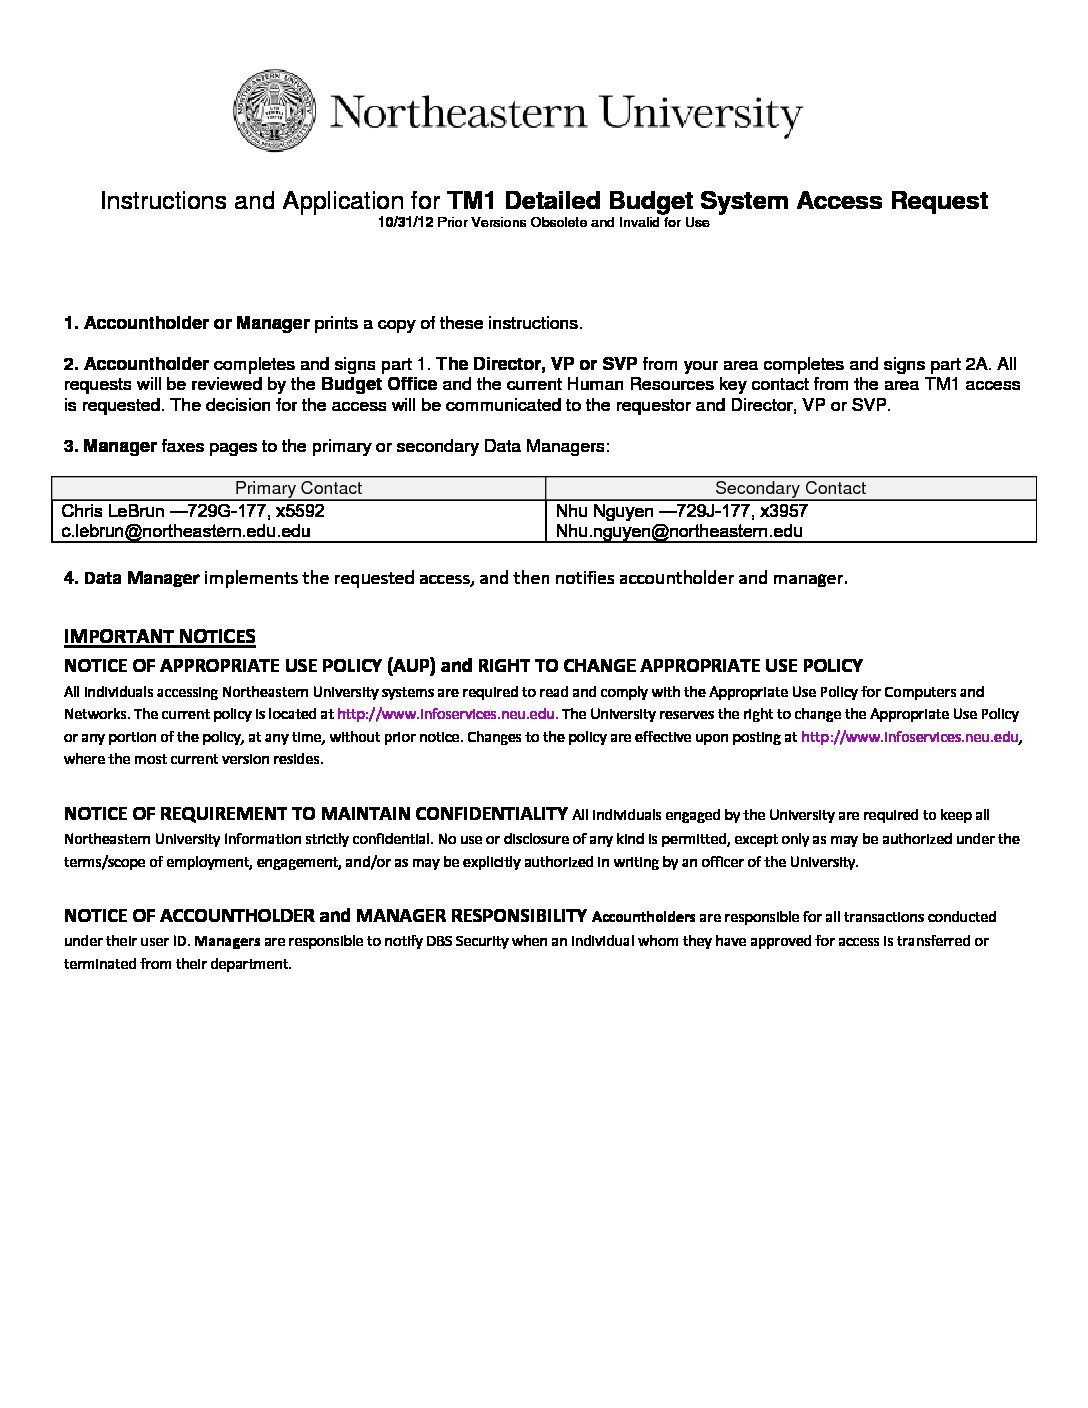 Northeastern University
Instructions and Application for TM1 Detailed Budget System Access Request
10/31/12 Prior Versions Obsolete and Invalid for Use
1. Accountholder or Manager prints a copy of these instructions.
2. Accountholder completes and signs part 1. The Director, VP or SVP from your area completes and signs part 2A. All
requests will be reviewed by the Budget Office and the current Human Resources key contact from the area TM1 access
is requested. The decision for the access will be communicated to the requestor and Director, VP or SVP.
3. Manager faxes pages to the primary or secondary Data Managers:
Primary Contact
Secondary Contact
Chris LeBrun —729G-177, x5592
c.lebrun@northeastern.edu.edu
Nhu Nguyen —729J-177, x3957
Nhu.nguyen@northeastern.edu
4. Data Manager implements the requested access, and then notifies accountholder and manager.
IMPORTANT NOTICES
NOTICE OF APPROPRIATE USE POLICY (AUP) and RIGHT TO CHANGE APPROPRIATE USE POLICY
All individuals accessing Northeastern University systems are required to read and comply with the Appropriate Use Policy for Computers and
Networks. The current policy is located at http://www.infoservices.neu.edu. The University reserves the right to change the Appropriate Use Policy
or any portion of the policy, at any time, without prior notice. Changes to the policy are effective upon posting at http://www.infoservices.neu.edu,
where the most current version resides.
NOTICE OF REQUIREMENT TO MAINTAIN CONFIDENTIALITY All individuals engaged by the University are required to keep all
Northeastern University information strictly confidential. No use or disclosure of any kind is permitted, except only as may be authorized under the
terms/scope of employment, engagement, and/or as may be explicitly authorized in writing by an officer of the University.
NOTICE OF ACCOUNTHOLDER and MANAGER RESPONSIBILITY Accountholders are responsible for all transactions conducted
under their user ID. Managers are responsible to notify DBS Security when an individual whom they have approved for access is transferred or
terminated from their department.